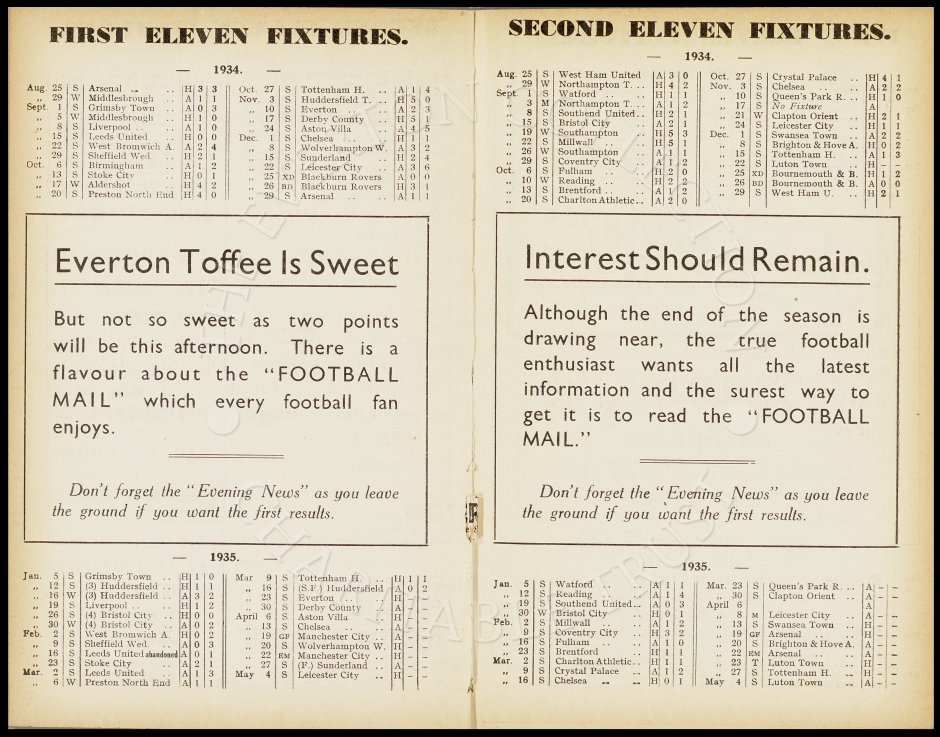 FIRST ELEVEN FIXTURES.
1934.
Aug. 25 S Arsenal .. .. H 3 3
„ 29 W Middlesbrough .. A 1 1
Sept. 1 S Grimsby Town .. A 0 3
„ 5 W Middlesbrough .. H 1 0
„ 8 S Liverpool .. .. A 1 0
„ 15 S Leeds United .. H 0 0
„ 22 S West Bromwich A. A 2 4
„ 29 S Sheffield Wed. .. H 2 1
Oct. 6 S Birmingham .. A 1 2
„ 13 S Stoke City .. H 0 1
„ 17 W Aldershot .. H 4 2
„ 20 S Preston North End H 4 0
Oct. 27 S Tottenham H. .. A 1 4
Nov. 3 S Huddersfield T. .. H 5 0
„ 10 S Everton .. .. A 2 3
„ 17 S Derby County .. H 5 1
„ 24 S Aston Villa .. A 4 5
Dec. 1 S Chelsea .. .. H 1 1
„ 8 S Wolverhampton W. A 3 2
„ 15 S Sunderland .. H 2 4
„ 22 S Leicester City .. A 3 6
„ 25 XD Blackburn Rovers A 0 0
„ 26 BD Blackburn Rovers H 3 1
„ 29 S Arsenal .. .. A 1 1
Everton Toffee Is Sweet
But not so sweet as two points
will be this afternoon. There is a
flavour about the “FOOTBALL
MAIL” which every football fan
enjoys.
Don't forget the “Evening News” as you leave
the ground if you want the first results.
1935.
Jan. 5 S Grimsby Town .. H 1 0
„ 12 S (3) Huddersfield .. H 1 1
„ 16 W (3) Huddersfield .. A 3 2
„ 19 S Liverpool .. .. H 1 2
„ 26 S (4) Bristol City .. H 0 0
„ 30 W (4) Bristol City .. A 0 2
Feb. 2 S West Bromwich A. H 0 2
„ 9 S Sheffield Wed. .. A 0 3
„ 16 S Leeds United abandoned A 0 1
„ 23 S Stoke City .. A 2 1
Mar. 2 S Leeds United .. A 1 3
„ 6 W Preston North End A 1 1
Mar 9 S Tottenham H. .. H 1 1
„ 16 S (S.F.) Huddersfield A 0 2
„ 23 S Everton .. .. H – –
„ 30 S Derby County A – –
April 6 S Aston Villa .. H – –
„ 13 S Chelsea .. .. A – –
„ 19 GF Manchester City .. A – –
„ 20 S Wolverhampton W. H – –
„ 22 EM Manchester City .. H – –
„ 27 S (F.) Sunderland .. A – –
May 4 S Leicester City .. H – –
SECOND ELEVEN FIXTURES.
1934.
Aug. 25 S West Ham United A 3 0
„ 29 W Northampton T. .. H 4 2
Sept. 1 S Watford .. .. H 1 1
„ 3 M Northampton T. .. A 1 2
„ 8 S Southend United .. H 2 1
„ 15 S Bristol City .. A 2 1
„ 19 W Southampton .. H 5 3
„ 22 S Millwall .. .. H 5 1
„ 26 W Southampton .. A 1 1
„ 29 S Coventry City .. A 1 2
Oct. 6 S Fulham .. .. H 2 0
„ 10 W Reading .. .. H 2 2
„ 13 S Brentford .. .. A 1 2
„ 20 S Charlton Athletic .. A 2 0
Oct. 27 S Crystal Palace .. H 4 1
Nov. 3 S Chelsea .. .. A 2 2
„ 10 S Queen's Park R. .. H 1 0
„ 17 S No Fixture A
„ 21 W Clapton Orient .. H 2 1
„ 24 S Leicester City .. H 1 1
Dec. 1 S Swansea Town .. A 2 2
„ 8 S Brighton & Hove A. H 0 2
„ 15 S Tottenham H. .. A 1 3
„ 22 S Luton Town .. H – –
„ 25 XD Bournemouth & B. H 1 2
„ 26 BD Bournemouth & B. A 0 0
„ 29 S West Ham U. .. H 2 1
Interest Should Remain.
Although the end of the season is
drawing near, the true football
enthusiast wants all the latest
information and the surest way to
get it is to read the “FOOTBALL
MAIL.”
Don't forget the “Evening News” as you leave
the ground if you want the first results.
1935.
Jan. 5 S Watford .. .. A 1 1
„ 12 S Reading .. .. A 1 4
„ 19 S Southend United .. A 0 3
„ 30 W Bristol City .. H 0 1
Feb. 2 S Millwall .. .. A 1 2
„ 9 S Coventry City .. H 3 2
„ 16 S Fulham .. .. A 0 1
„ 23 S Brentford .. .. H 1 1
Mar. 2 S Charlton Athletic .. H 1 1
„ 9 S Crystal Palace .. A 1 2
„ 16 S Chelsea .. .. H 0 1
Mar. 23 S Queen's Park R. A – –
„ 30 S Clapton Orient .. A – –
April 6 A
„ 8 M Leicester City .. A – –
„ 13 S Swansea Town .. H – –
„ 19 GF Arsenal .. .. H – –
„ 20 S Brighton & Hove A. A – –
„ 22 EM Arsenal .. .. A – –
„ 23 T Luton Town .. H – –
„ 27 S Tottenham H. .. H – –
May 4 S Luton Town .. A – –